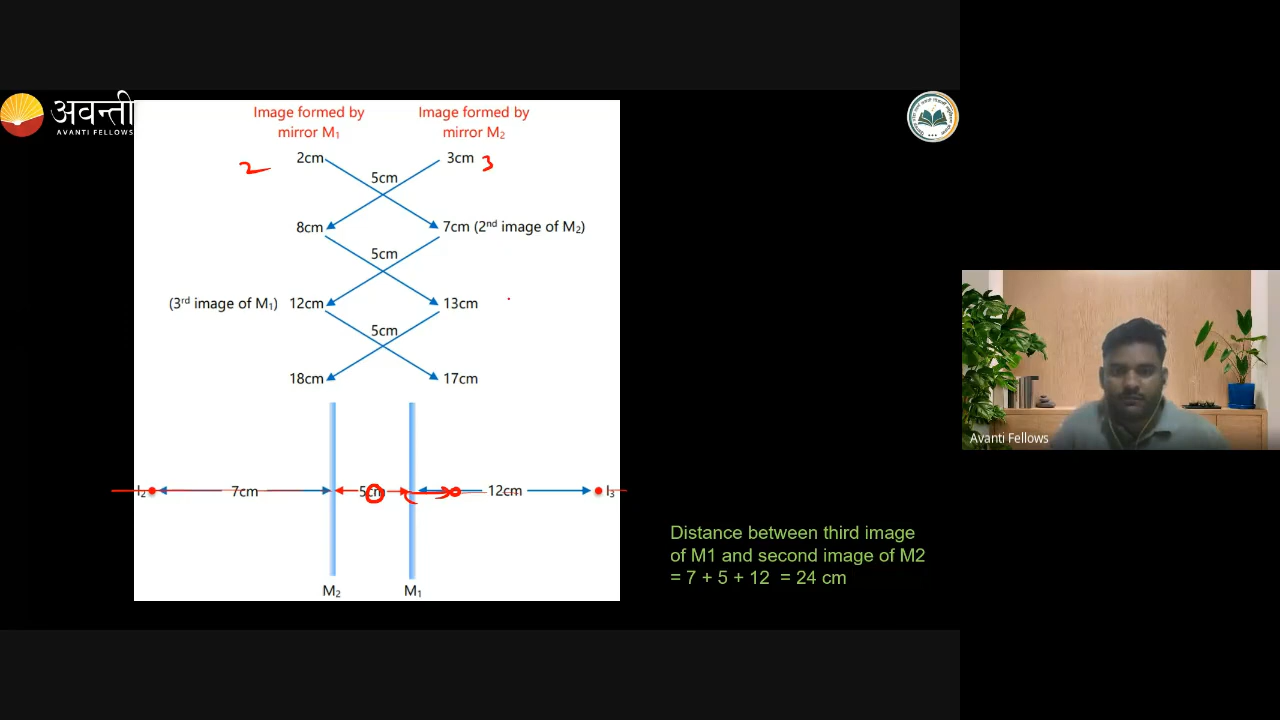 अवन्ती
AVANTI FELLOWS
Image formed by
mirror M₁
Image formed by
mirror M₂
2
2cm
3cm
3
5cm
8cm
7cm (2nd image of M₂)
5cm
(3rd image of M₁)
12cm
13cm
5cm
18cm
17cm
I₂
7cm
5cm
12cm
I₃
M₂
M₁
Distance between third image
of M1 and second image of M2
= 7 + 5 + 12 = 24 cm
Avanti Fellows